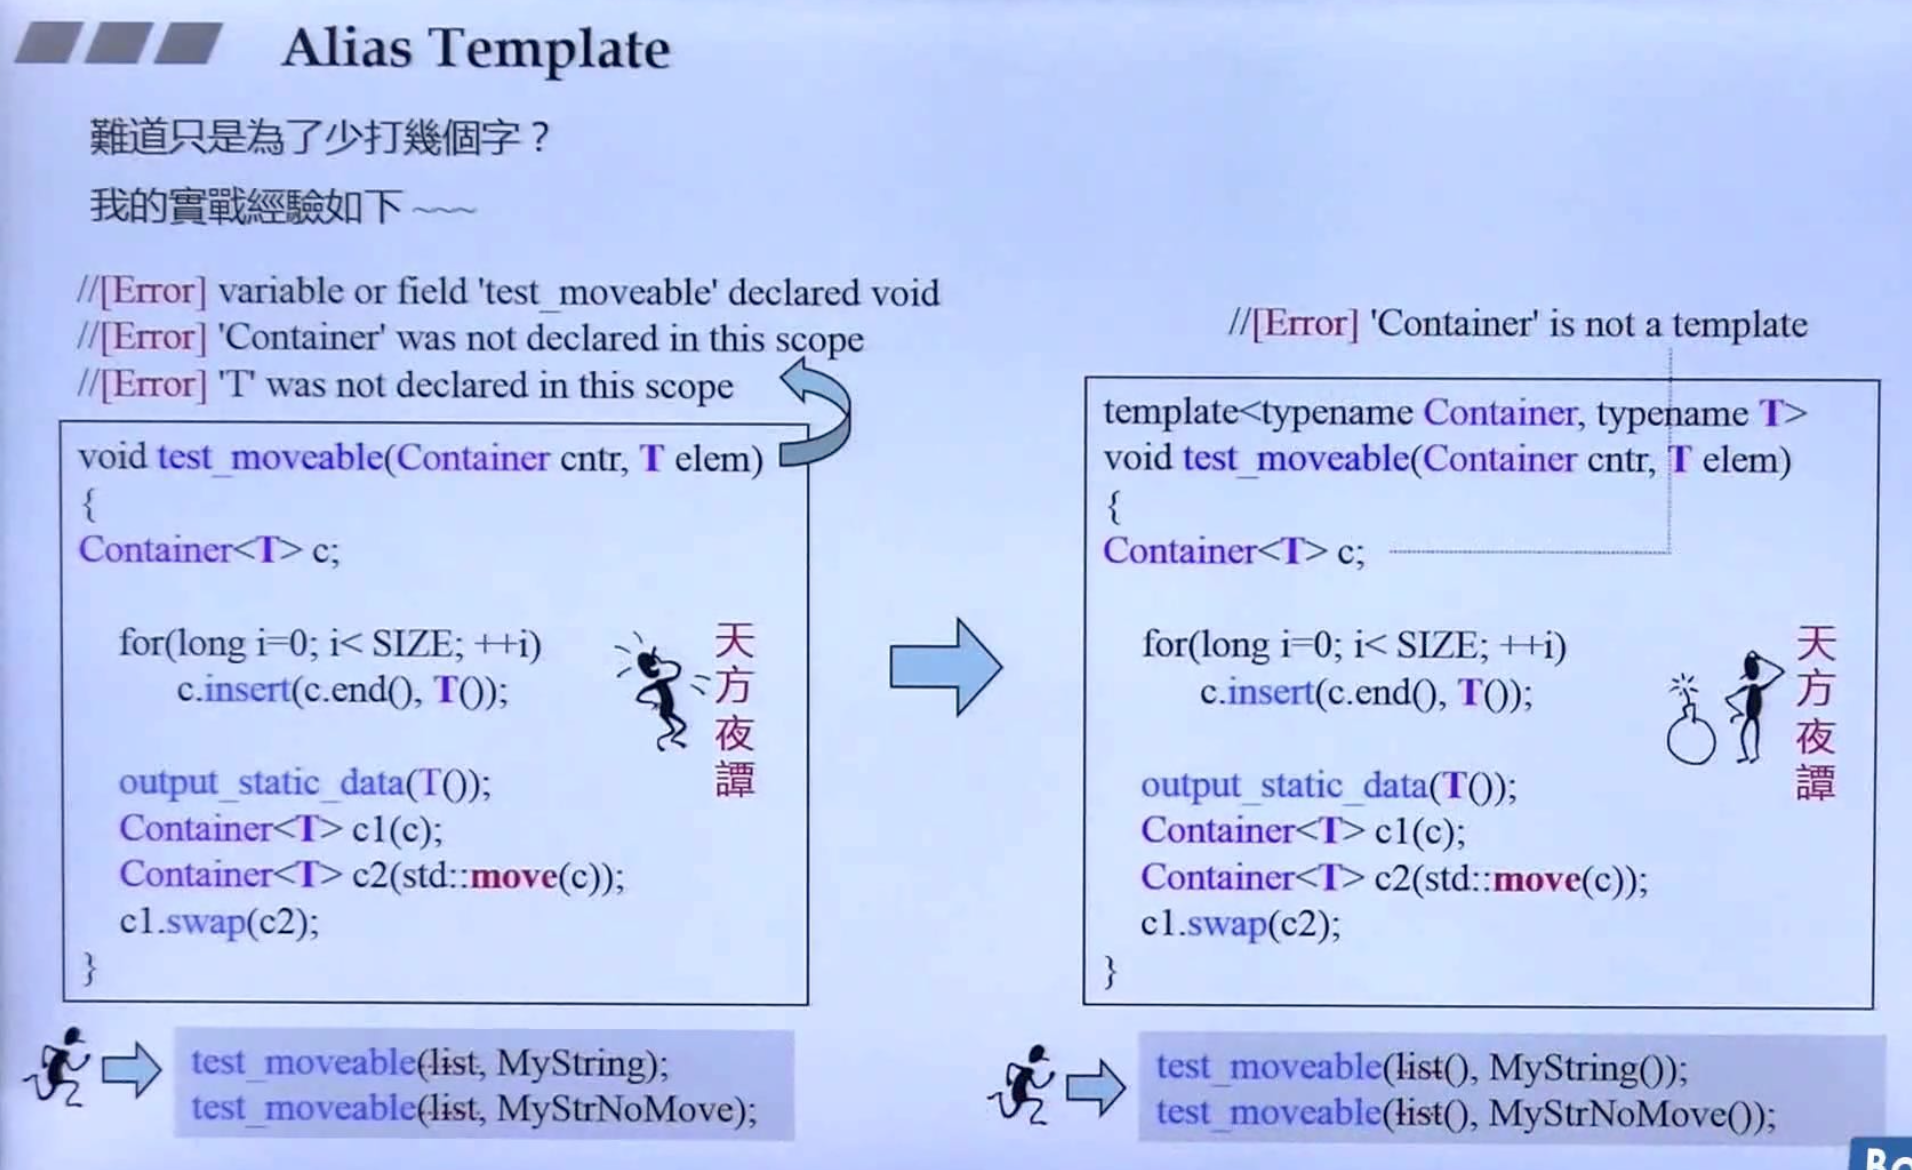 Alias Template
難道只是為了少打幾個字？
我的實戰經驗如下 ~~~
//[Error] variable or field 'test_moveable' declared void
//[Error] 'Container' was not declared in this scope
//[Error] 'T' was not declared in this scope
void test_moveable(Container cntr, T elem)
{
Container<T> c;
for(long i=0; i< SIZE; ++i)
c.insert(c.end(), T());
output_static_data(T());
Container<T> c1(c);
Container<T> c2(std::move(c));
c1.swap(c2);
}
天方夜譚
test_moveable(list, MyString);
test_moveable(list, MyStrNoMove);
//[Error] 'Container' is not a template
template<typename Container, typename T>
void test_moveable(Container cntr, T elem)
{
Container<T> c;
for(long i=0; i< SIZE; ++i)
c.insert(c.end(), T());
output_static_data(T());
Container<T> c1(c);
Container<T> c2(std::move(c));
c1.swap(c2);
}
天方夜譚
test_moveable(list(), MyString());
test_moveable(list(), MyStrNoMove());